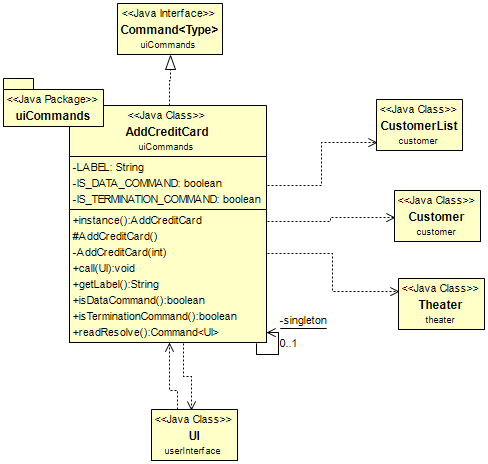 <<Java Interface>>
Command<Type>
uiCommands
<<Java Package>>
uiCommands
<<Java Class>>
AddCreditCard
uiCommands
-LABEL: String
-IS_DATA_COMMAND: boolean
-IS_TERMINATION_COMMAND: boolean
+instance():AddCreditCard
#AddCreditCard()
-AddCreditCard(int)
+call(UI):void
+getLabel():String
+isDataCommand():boolean
+isTerminationCommand():boolean
+readResolve():Command<UI>
<<Java Class>>
CustomerList
customer
<<Java Class>>
Customer
customer
<<Java Class>>
Theater
theater
-singleton
0..1
<<Java Class>>
UI
userInterface